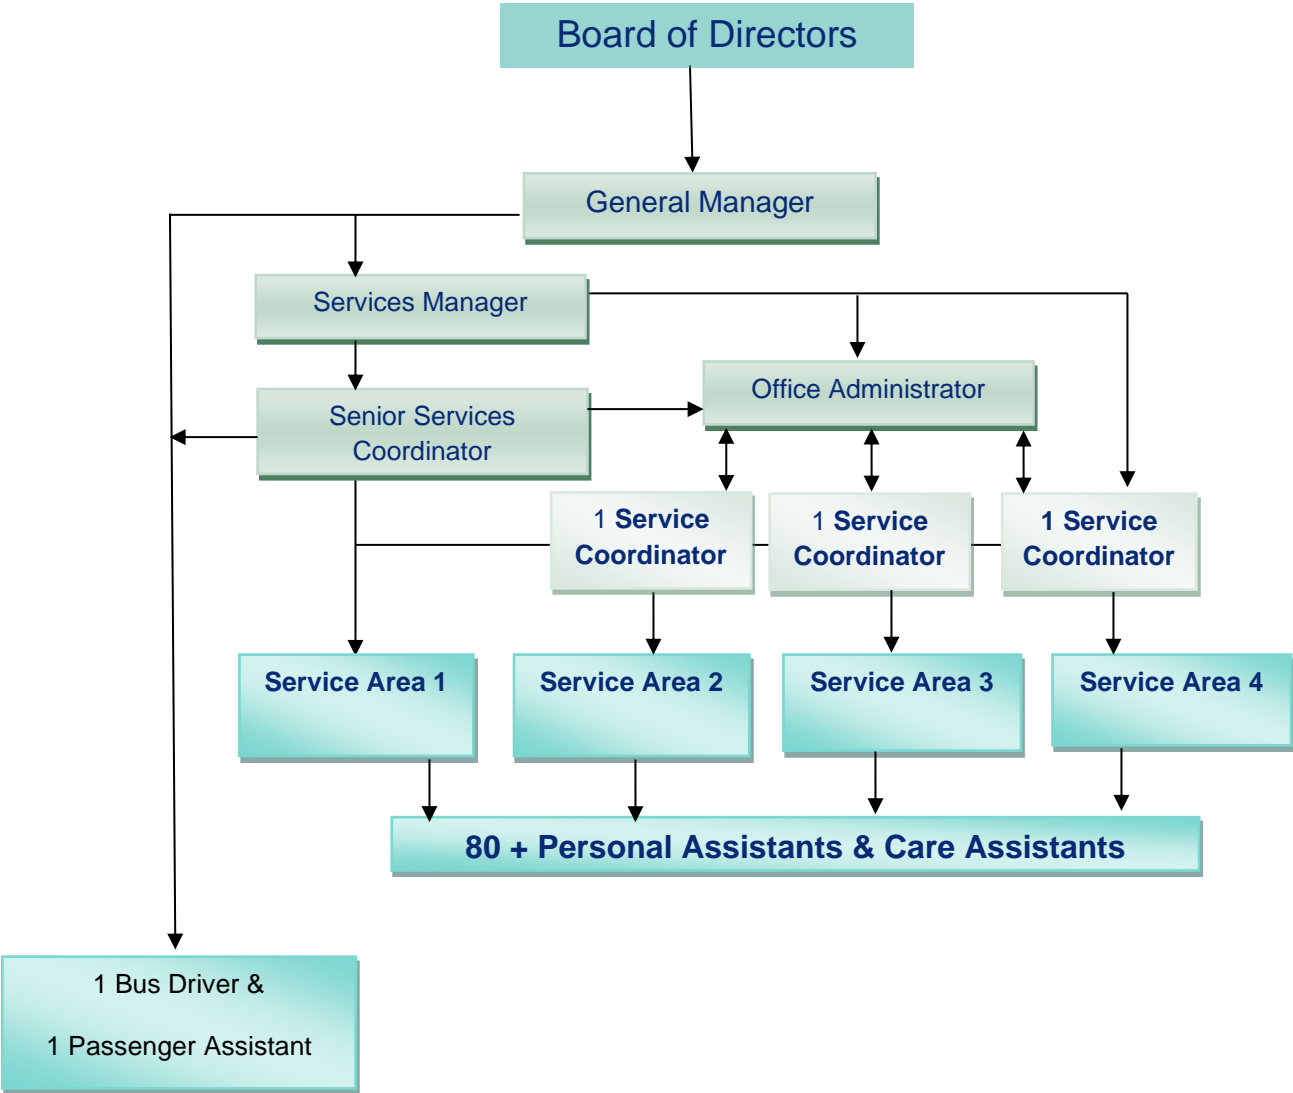 Board of Directors
General Manager
Services Manager
Office Administrator
Senior Services
Coordinator
1 Service
Coordinator
1 Service
Coordinator
1 Service
Coordinator
Service Area 1
Service Area 2
Service Area 3
Service Area 4
80 + Personal Assistants & Care Assistants
1 Bus Driver &
1 Passenger Assistant